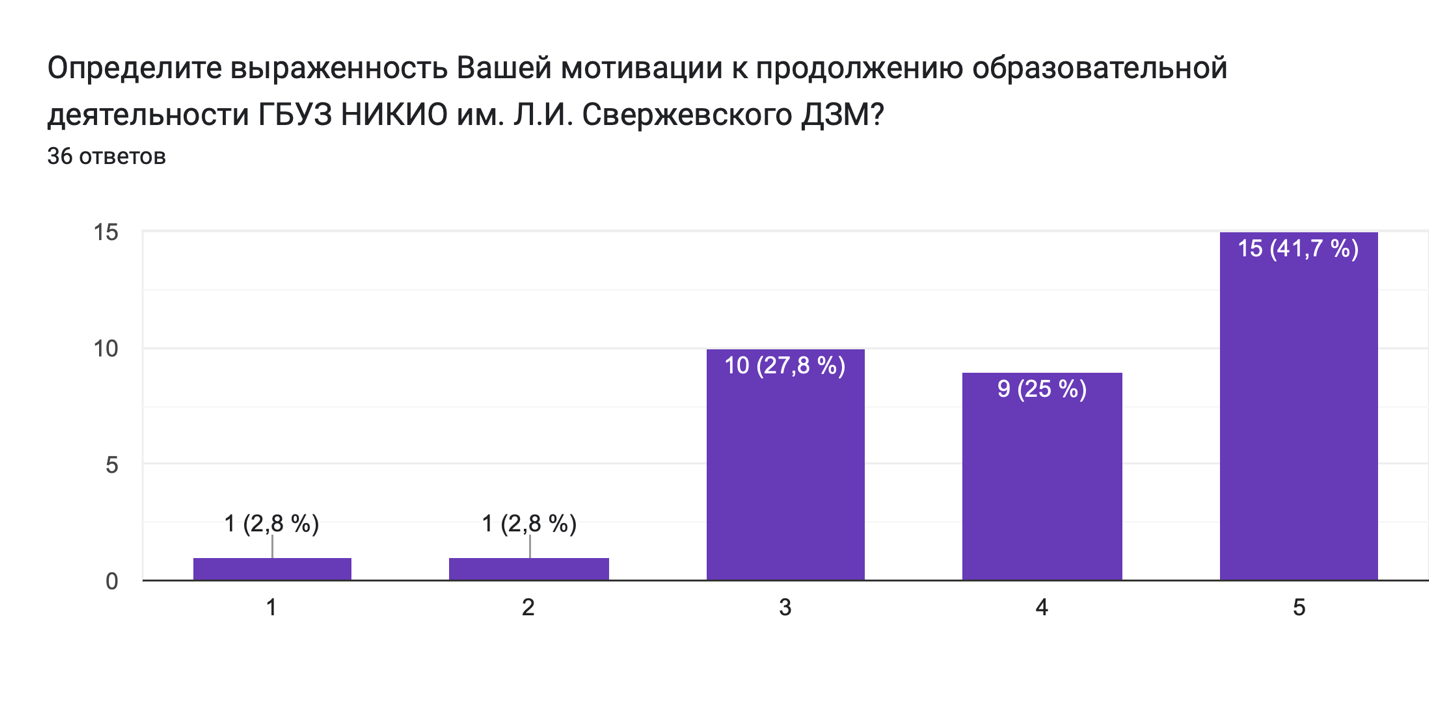 Определите выраженность Вашей мотивации к продолжению образовательной
деятельности ГБУЗ НИКИО им. Л.И. Свержевского ДЗМ?
36 ответов
15
10
5
0
1 (2,8 %)
1 (2,8 %)
10 (27,8 %)
9 (25 %)
15 (41,7 %)
1
2
3
4
5